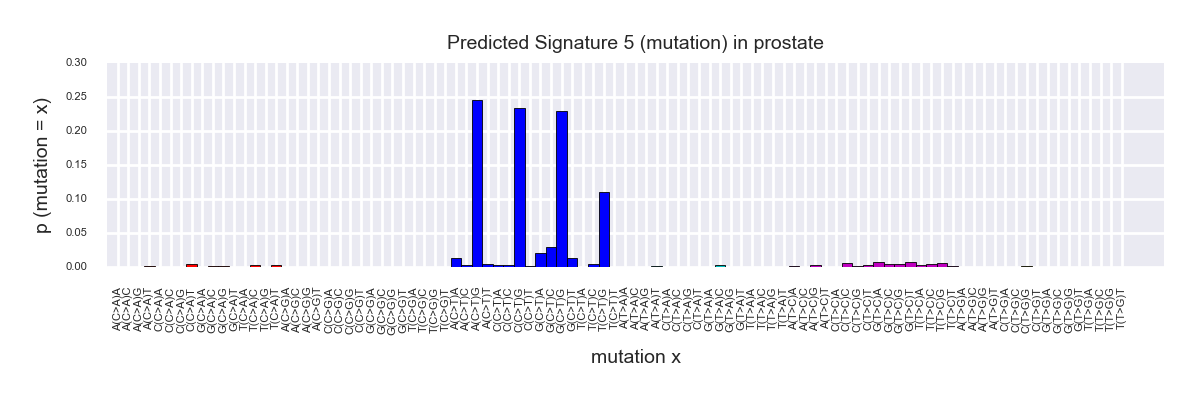 Predicted Signature 5 (mutation) in prostate
p (mutation = x)
0.30
0.25
0.20
0.15
0.10
0.05
0.00
A(C>A)A
A(C>A)C
A(C>A)G
A(C>A)T
C(C>A)A
C(C>A)C
C(C>A)G
C(C>A)T
G(C>A)A
G(C>A)C
G(C>A)G
G(C>A)T
T(C>A)A
T(C>A)C
T(C>A)G
T(C>A)T
A(C>G)A
A(C>G)C
A(C>G)G
A(C>G)T
C(C>G)A
C(C>G)C
C(C>G)G
C(C>G)T
G(C>G)A
G(C>G)C
G(C>G)G
G(C>G)T
T(C>G)A
T(C>G)C
T(C>G)G
T(C>G)T
A(C>T)A
A(C>T)C
A(C>T)G
A(C>T)T
C(C>T)A
C(C>T)C
C(C>T)G
C(C>T)T
G(C>T)A
G(C>T)C
G(C>T)G
G(C>T)T
T(C>T)A
T(C>T)C
T(C>T)G
T(C>T)T
A(T>A)A
A(T>A)C
A(T>A)G
A(T>A)T
C(T>A)A
C(T>A)C
C(T>A)G
C(T>A)T
G(T>A)A
G(T>A)C
G(T>A)G
G(T>A)T
T(T>A)A
T(T>A)C
T(T>A)G
T(T>A)T
A(T>C)A
A(T>C)C
A(T>C)G
A(T>C)T
C(T>C)A
C(T>C)C
C(T>C)G
C(T>C)T
G(T>C)A
G(T>C)C
G(T>C)G
G(T>C)T
T(T>C)A
T(T>C)C
T(T>C)G
T(T>C)T
A(T>G)A
A(T>G)C
A(T>G)G
A(T>G)T
C(T>G)A
C(T>G)C
C(T>G)G
C(T>G)T
G(T>G)A
G(T>G)C
G(T>G)G
G(T>G)T
T(T>G)A
T(T>G)C
T(T>G)G
T(T>G)T
mutation x